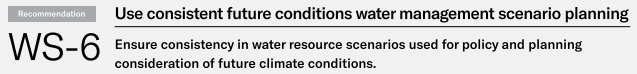 Recommendation
WS-6
Use consistent future conditions water management scenario planning
Ensure consistency in water resource scenarios used for policy and planning
consideration of future climate conditions.